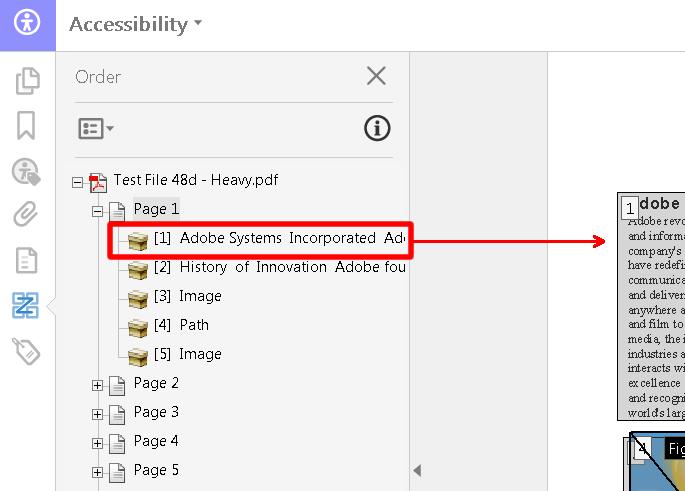 Accessibility
Order
Test File 48d - Heavy.pdf
Page 1
[1] Adobe Systems Incorporated Ado
[2] History of Innovation Adobe fou
[3] Image
[4] Path
[5] Image
Page 2
Page 3
Page 4
Page 5
1 dobe
Adobe revo
and informa
company's
have redefi
communica
and deliver
anywhere a
and film to
media, the i
industries a
interacts wi
excellence
and recogni
world's larg
4 Fig